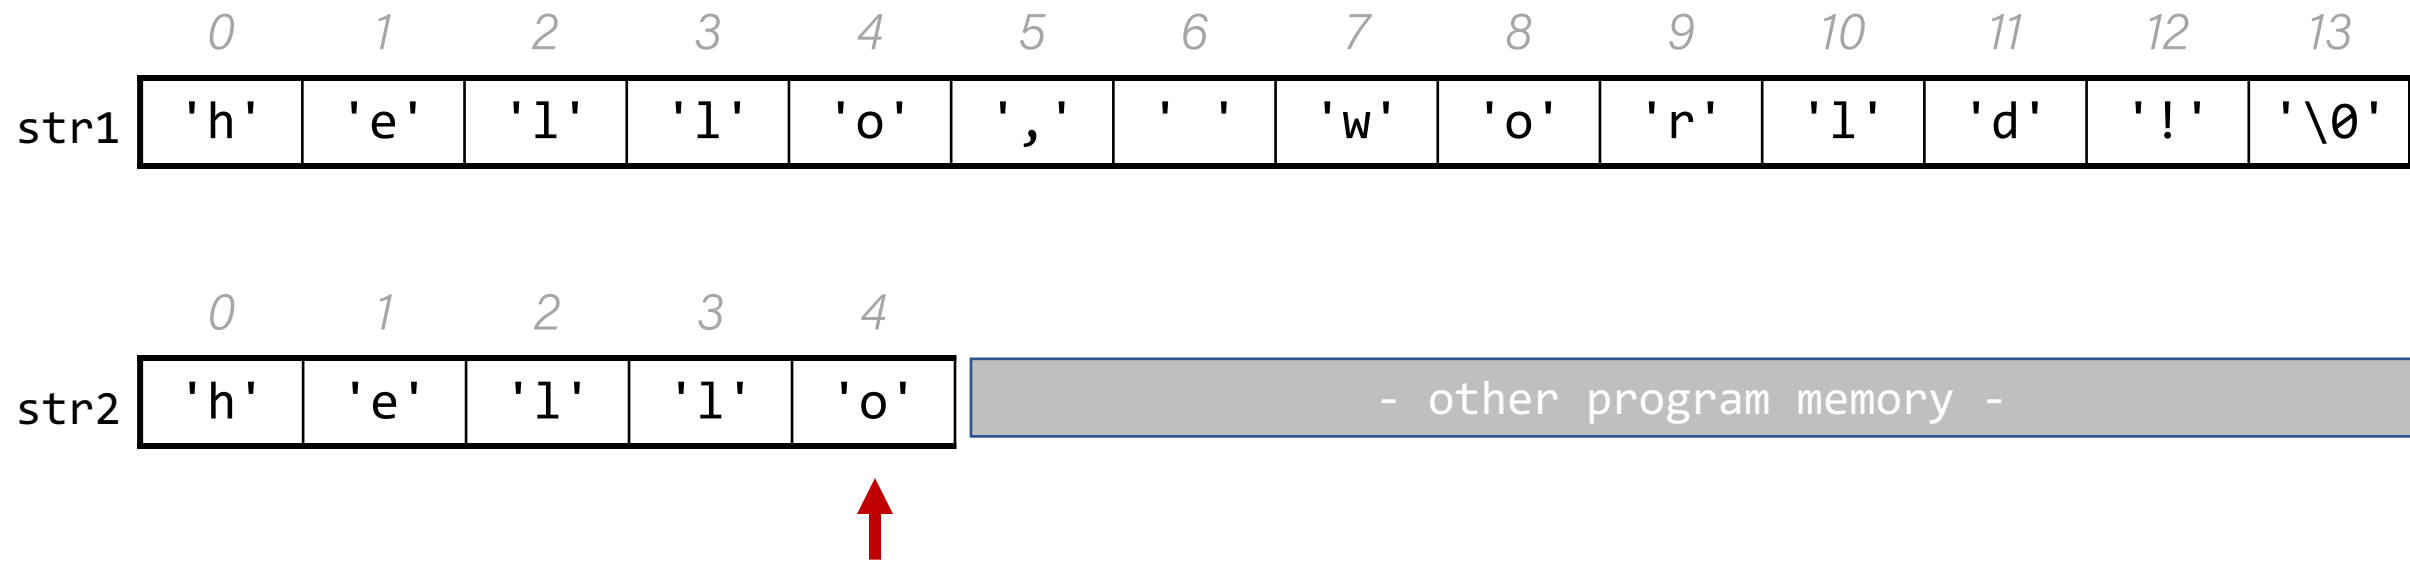 0 1 2 3 4 5 6 7 8 9 10 11 12 13
str1 'h' 'e' 'l' 'l' 'o' ',' ' ' 'w' 'o' 'r' 'l' 'd' '!' '\0'
0 1 2 3 4
str2 'h' 'e' 'l' 'l' 'o' - other program memory -